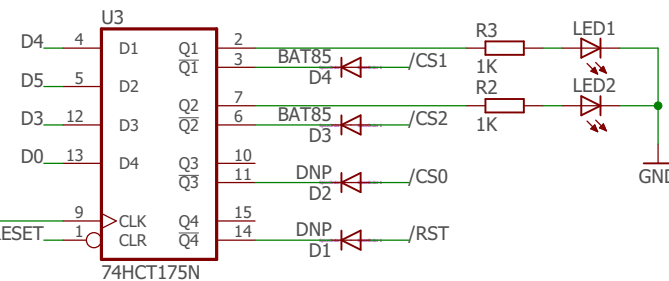 U3
D4 4 D1 Q1 2 R3 LED1
Q1 3 BAT85 /CS1 1K
D4
D5 5 D2 LED2
Q2 7 R2
D3 12 D3 Q2 6 BAT85 /CS2 1K
D3
D0 13 D4 Q3 10
Q3 11 DNP /CS0 GND
D2
9 CLK Q4 15
ESET 1 CLR Q4 14 DNP /RST
D1
74HCT175N